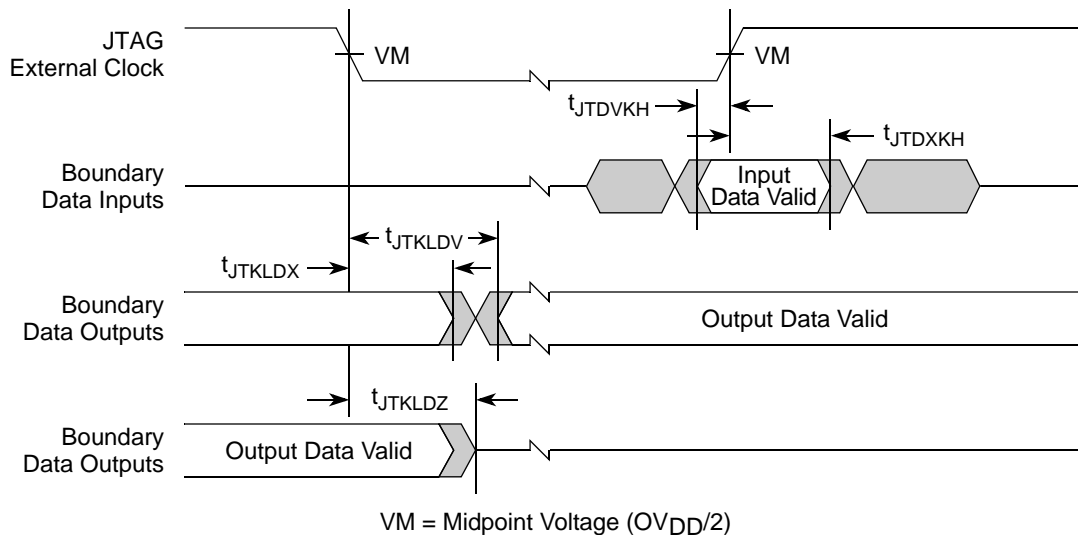 JTAG
External Clock
VM
VM
tJTDVKH
tJTDXKH
Boundary
Data Inputs
Input
Data Valid
tJTKLDV
tJTKLDX
Boundary
Data Outputs
Output Data Valid
tJTKLDZ
Boundary
Data Outputs
Output Data Valid
VM = Midpoint Voltage (OVDD/2)